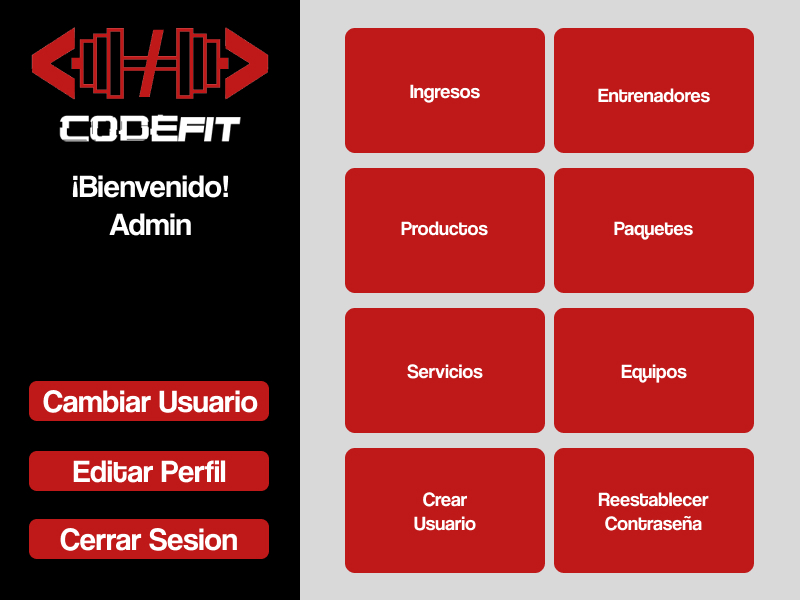 CODEFIT
¡Bienvenido!
Admin
Cambiar Usuario
Editar Perfil
Cerrar Sesion
Ingresos
Entrenadores
Productos
Paquetes
Servicios
Equipos
Crear
Usuario
Reestablecer
Contraseña